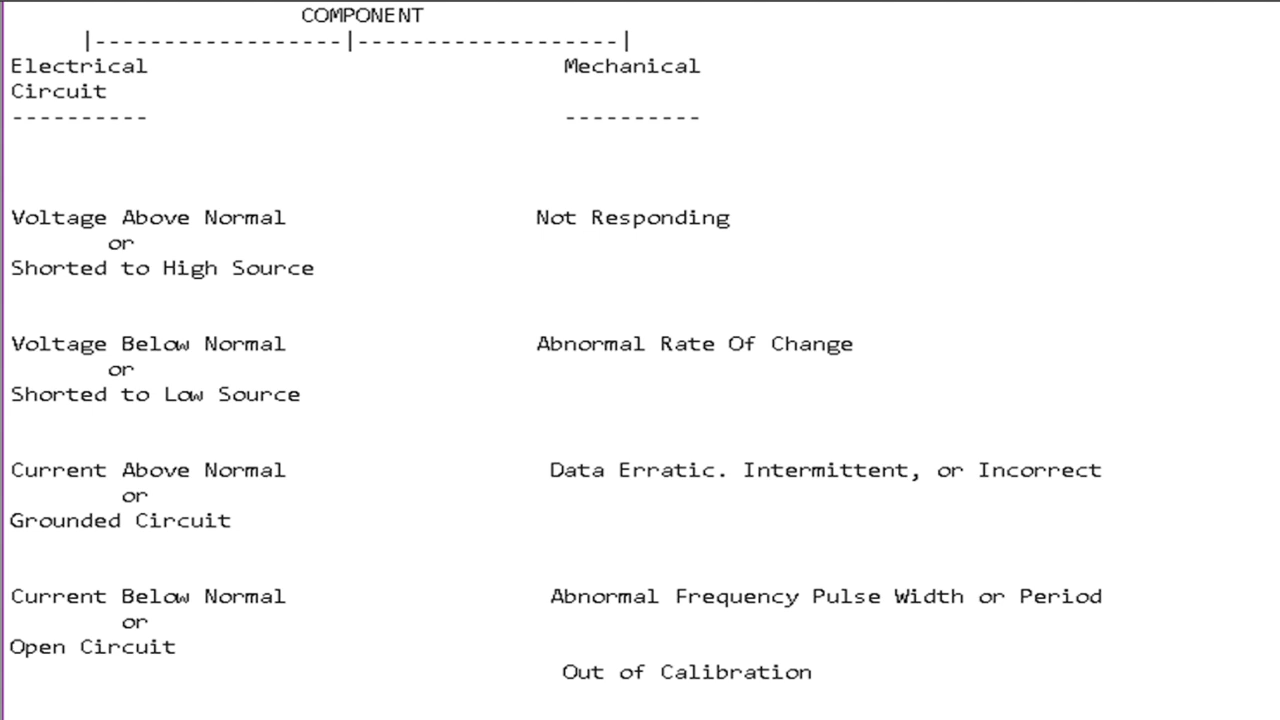 COMPONENT
|------------------|-------------------|
Electrical Mechanical
Circuit
---------- ----------
Voltage Above Normal Not Responding
or
Shorted to High Source
Voltage Below Normal Abnormal Rate Of Change
or
Shorted to Low Source
Current Above Normal Data Erratic. Intermittent, or Incorrect
or
Grounded Circuit
Current Below Normal Abnormal Frequency Pulse Width or Period
or
Open Circuit
Out of Calibration